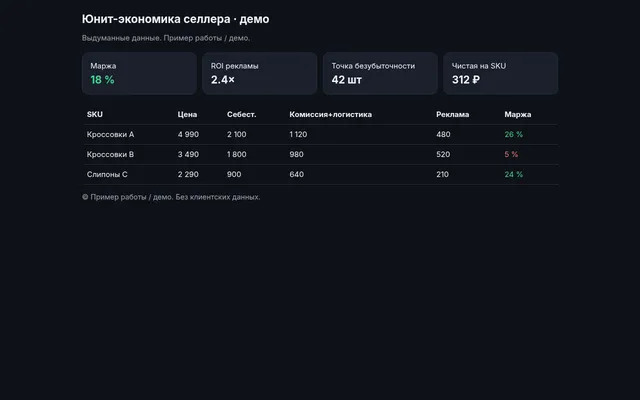 Юнит-экономика селлера · демо
Выдуманные данные. Пример работы / демо.
Маржа ROI рекламы Точка безубыточности Чистая на SKU
18 % 2.4× 42 шт 312 ₽
SKU Цена Себест. Комиссия+логистика Реклама Маржа
Кроссовки A 4 990 2 100 1 120 480 26 %
Кроссовки B 3 490 1 800 980 520 5 %
Слипоны C 2 290 900 640 210 24 %
© Пример работы / демо. Без клиентских данных.